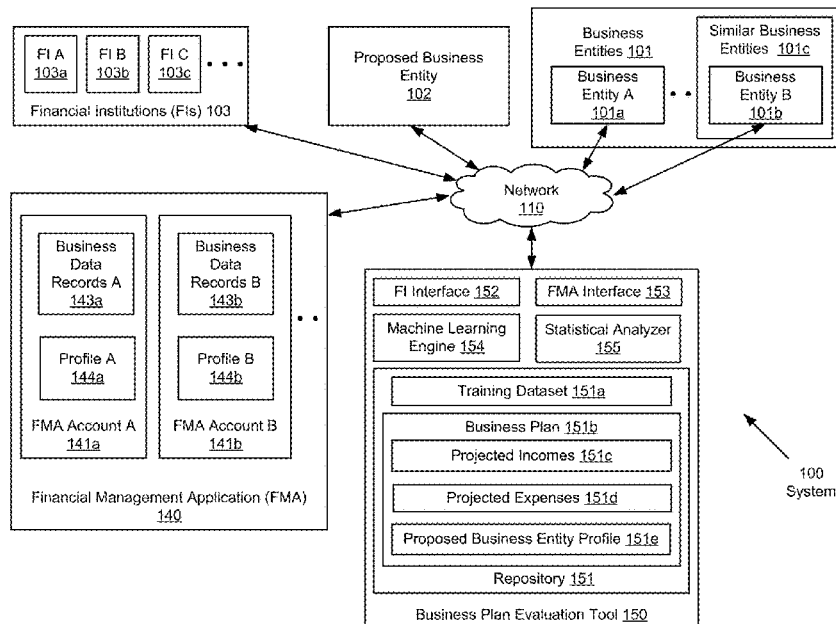 FI A
103a
FI B
103b
FI C
103c
Financial Institutions (FIs) 103
Proposed Business
Entity
102
Business
Entities 101
Business
Entity A
101a
Similar Business
Entities 101c
Business
Entity B
101b
Network
110
Business
Data
Records A
143a
Profile A
144a
FMA Account A
141a
Business
Data
Records B
143b
Profile B
144b
FMA Account B
141b
Financial Management Application (FMA)
140
FI Interface 152
FMA Interface 153
Machine Learning
Engine 154
Statistical Analyzer
155
Training Dataset 151a
Business Plan 151b
Projected Incomes 151c
Projected Expenses 151d
Proposed Business Entity Profile 151e
Repository 151
Business Plan Evaluation Tool 150
100
System